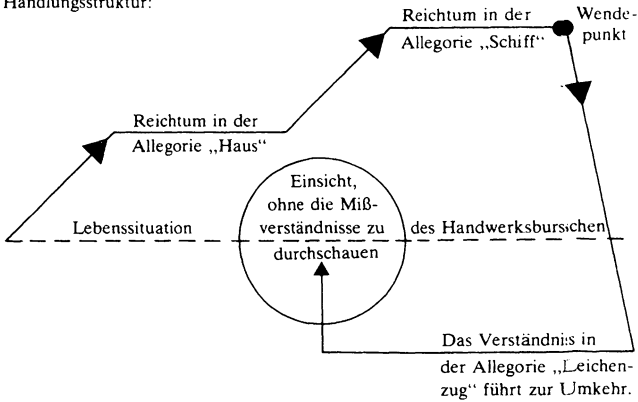 Handlungsstruktur:
Reichtum in der
Allegorie „Schiff“
Wende-
punkt
Reichtum in der
Allegorie „Haus“
Einsicht,
ohne die Miß-
verständnisse zu
durchschauen
Lebenssituation
des Handwerksburschen
Das Verständnis in
der Allegorie „Leichen-
zug“ führt zur Umkehr.